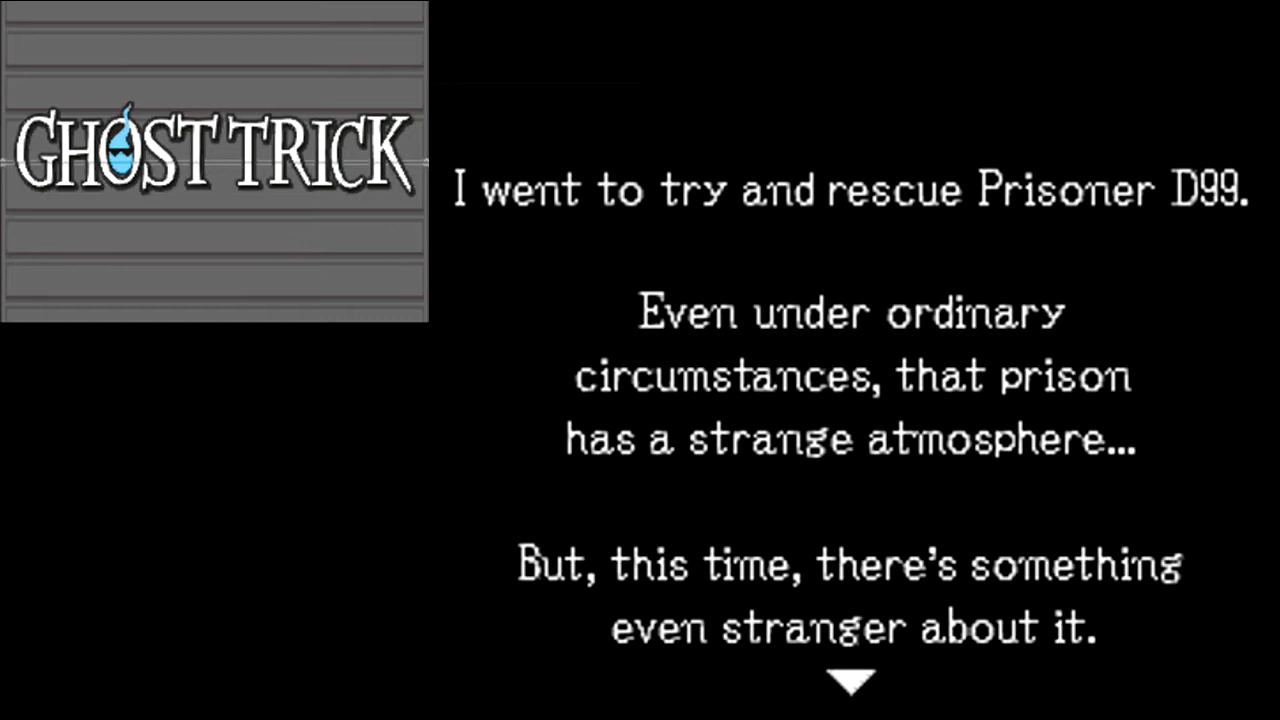 GHOST TRICK
I went to try and rescue Prisoner D99.
Even under ordinary
circumstances, that prison
has a strange atmosphere...
But, this time, there's something
even stranger about it.